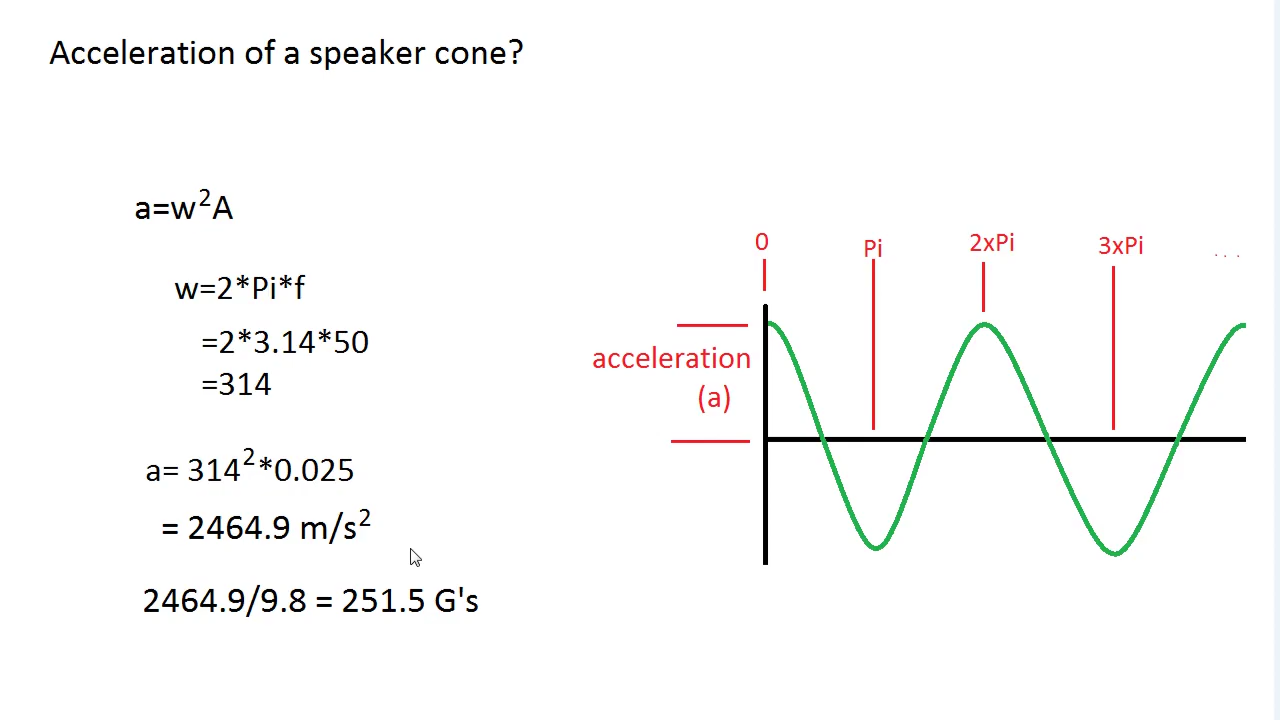 Acceleration of a speaker cone?
a=w²A
w=2*Pi*f
=2*3.14*50
=314
a= 314²*0.025
= 2464.9 m/s²
2464.9/9.8 = 251.5 G's
0
Pi
2xPi
3xPi
. . .
acceleration
(a)